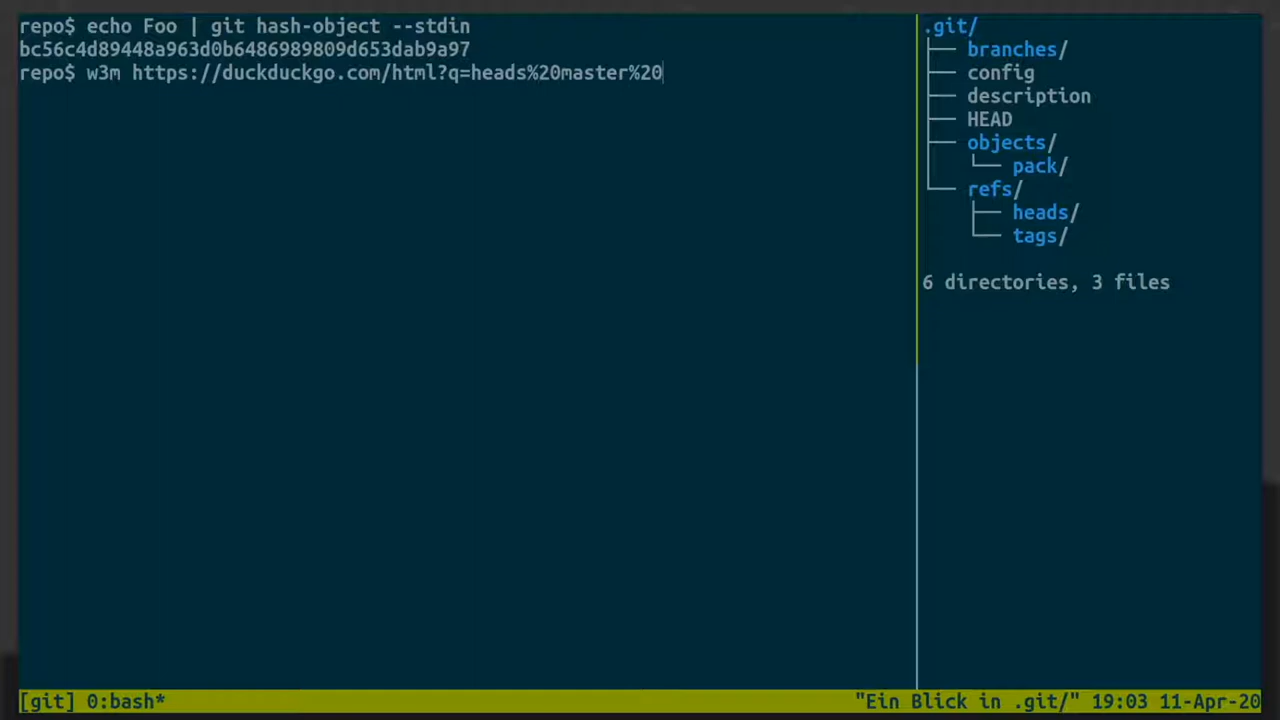 repo$ echo Foo | git hash-object --stdin
bc56c4d89448a963d0b6486989809d653dab9a97
repo$ w3m https://duckduckgo.com/html?q=heads%20master%20
.git/
├── branches/
├── config
├── description
├── HEAD
├── objects/
│   └── pack/
└── refs/
    ├── heads/
    └── tags/
6 directories, 3 files
[git] 0:bash*
"Ein Blick in .git/" 19:03 11-Apr-20